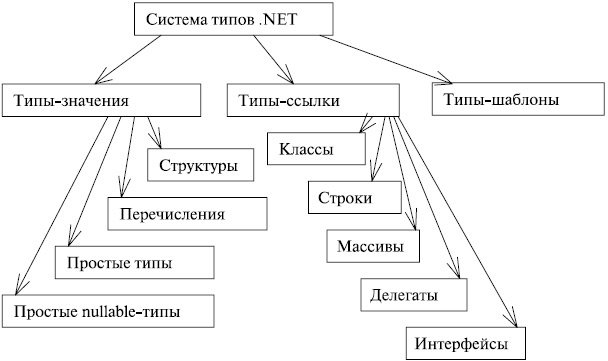 Система типов .NET
Типы-значения
Типы-ссылки
Типы-шаблоны
Структуры
Перечисления
Простые типы
Простые nullable-типы
Классы
Строки
Массивы
Делегаты
Интерфейсы